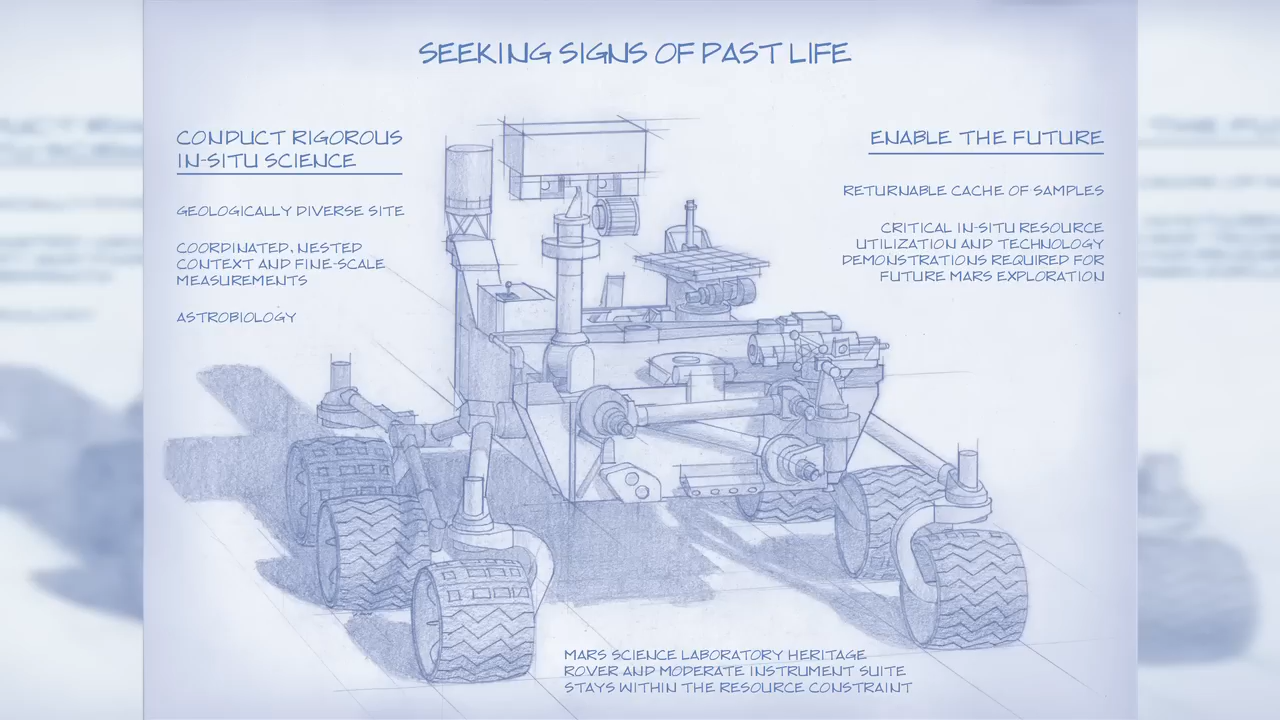 SEEKING SIGNS OF PAST LIFE
CONDUCT RIGOROUS
IN-SITU SCIENCE
GEOLOGICALLY DIVERSE SITE
COORDINATED, NESTED
CONTEXT AND FINE-SCALE
MEASUREMENTS
ASTROBIOLOGY
ENABLE THE FUTURE
RETURNABLE CACHE OF SAMPLES
CRITICAL IN-SITU RESOURCE
UTILIZATION AND TECHNOLOGY
DEMONSTRATIONS REQUIRED FOR
FUTURE MARS EXPLORATION
MARS SCIENCE LABORATORY HERITAGE
ROVER AND MODERATE INSTRUMENT SUITE
STAYS WITHIN THE RESOURCE CONSTRAINT